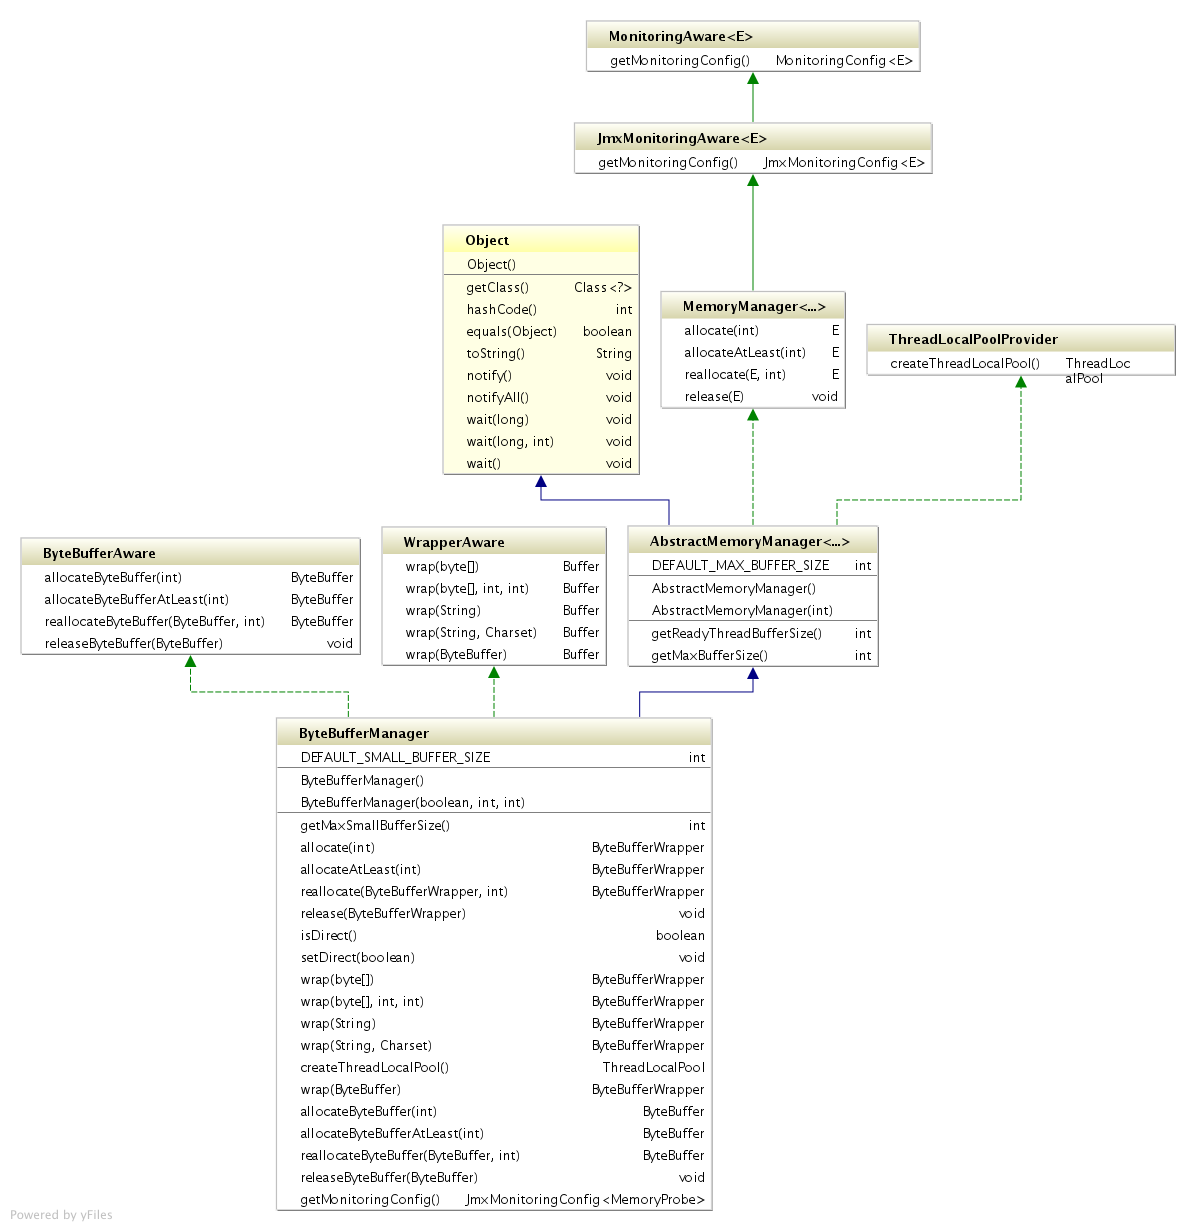 MonitoringAware<E>
getMonitoringConfig() MonitoringConfig<E>
JmxMonitoringAware<E>
getMonitoringConfig() JmxMonitoringConfig<E>
Object
Object()
getClass() Class<?>
hashCode() int
equals(Object) boolean
toString() String
notify() void
notifyAll() void
wait(long) void
wait(long, int) void
wait() void
MemoryManager<...>
allocate(int) E
allocateAtLeast(int) E
reallocate(E, int) E
release(E) void
ThreadLocalPoolProvider
createThreadLocalPool() ThreadLoc
alPool
ByteBufferAware
allocateByteBuffer(int) ByteBuffer
allocateByteBufferAtLeast(int) ByteBuffer
reallocateByteBuffer(ByteBuffer, int) ByteBuffer
releaseByteBuffer(ByteBuffer) void
WrapperAware
wrap(byte[]) Buffer
wrap(byte[], int, int) Buffer
wrap(String) Buffer
wrap(String, Charset) Buffer
wrap(ByteBuffer) Buffer
AbstractMemoryManager<...>
DEFAULT_MAX_BUFFER_SIZE int
AbstractMemoryManager()
AbstractMemoryManager(int)
getReadyThreadBufferSize() int
getMaxBufferSize() int
ByteBufferManager
DEFAULT_SMALL_BUFFER_SIZE int
ByteBufferManager()
ByteBufferManager(boolean, int, int)
getMaxSmallBufferSize() int
allocate(int) ByteBufferWrapper
allocateAtLeast(int) ByteBufferWrapper
reallocate(ByteBufferWrapper, int) ByteBufferWrapper
release(ByteBufferWrapper) void
isDirect() boolean
setDirect(boolean) void
wrap(byte[]) ByteBufferWrapper
wrap(byte[], int, int) ByteBufferWrapper
wrap(String) ByteBufferWrapper
wrap(String, Charset) ByteBufferWrapper
createThreadLocalPool() ThreadLocalPool
wrap(ByteBuffer) ByteBufferWrapper
allocateByteBuffer(int) ByteBuffer
allocateByteBufferAtLeast(int) ByteBuffer
reallocateByteBuffer(ByteBuffer, int) ByteBuffer
releaseByteBuffer(ByteBuffer) void
getMonitoringConfig() JmxMonitoringConfig<MemoryProbe>
Powered by yFiles